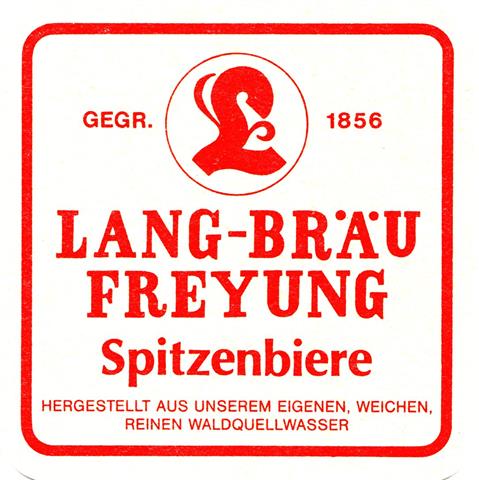 GEGR. 1856
LANG-BRÄU
FREYUNG
Spitzenbiere
HERGESTELLT AUS UNSEREM EIGENEN, WEICHEN,
REINEN WALDQUELLWASSER